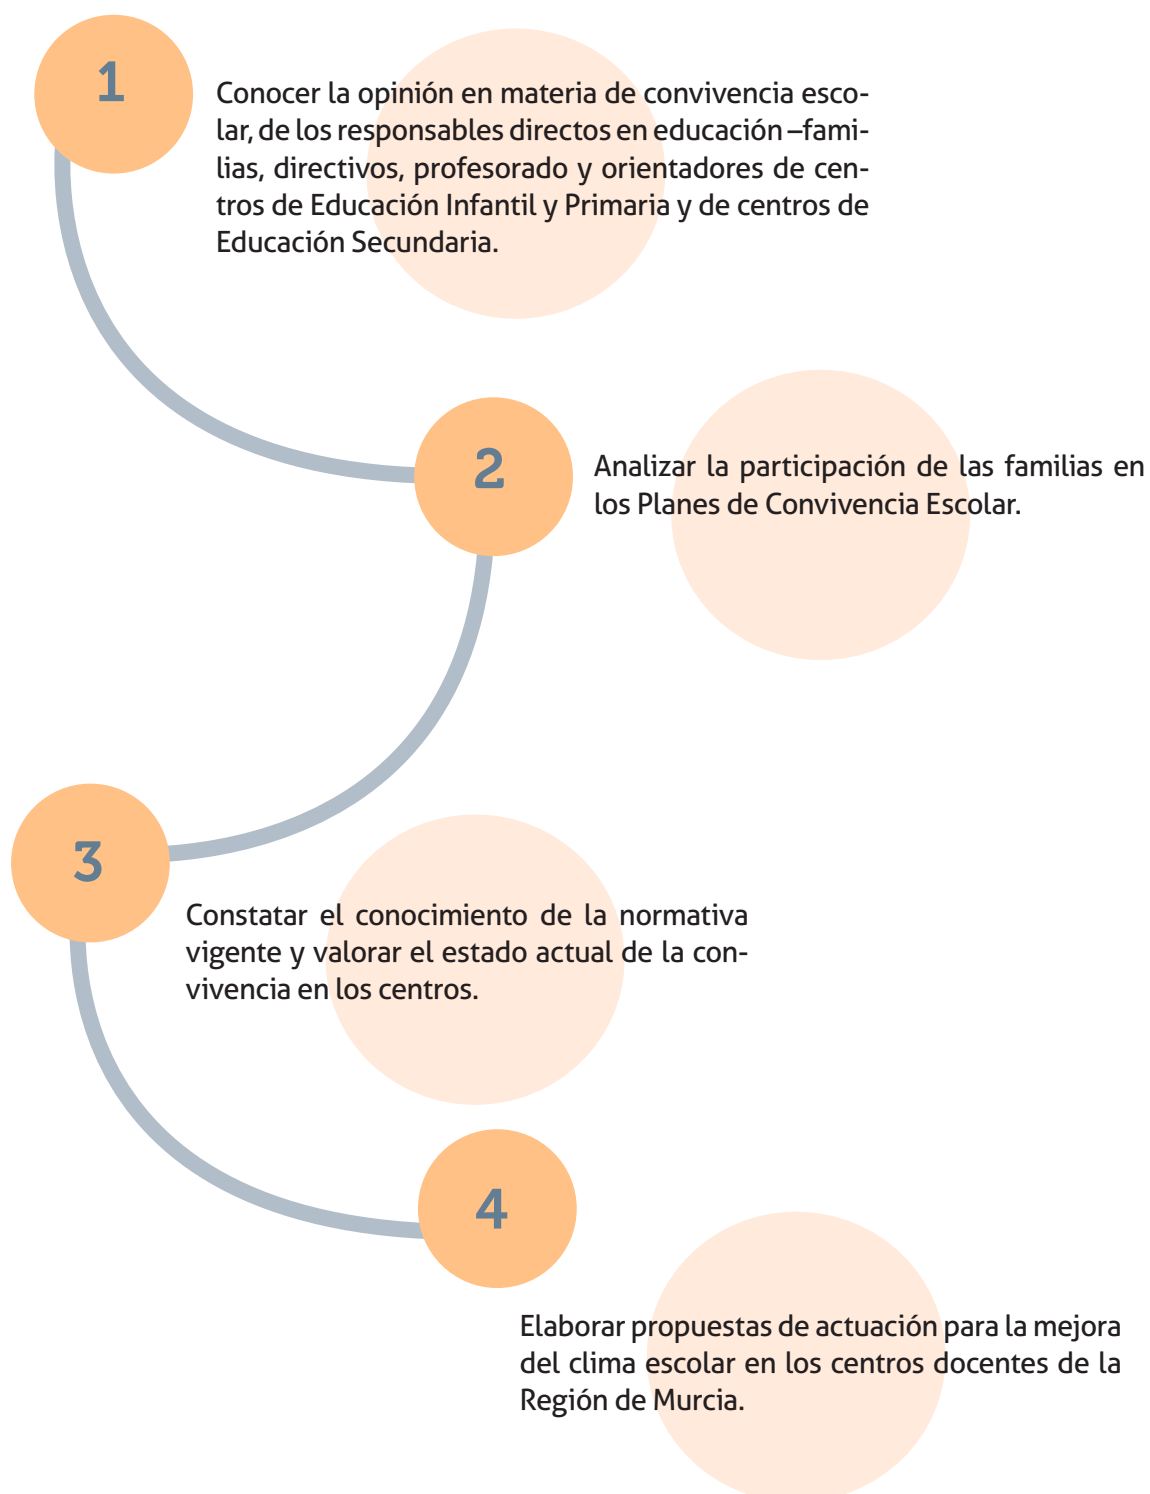 1
Conocer la opinión en materia de convivencia esco-
lar, de los responsables directos en educación –fami-
lias, directivos, profesorado y orientadores de cen-
tros de Educación Infantil y Primaria y de centros de
Educación Secundaria.
2
Analizar la participación de las familias en
los Planes de Convivencia Escolar.
3
Constatar el conocimiento de la normativa
vigente y valorar el estado actual de la con-
vivencia en los centros.
4
Elaborar propuestas de actuación para la mejora
del clima escolar en los centros docentes de la
Región de Murcia.